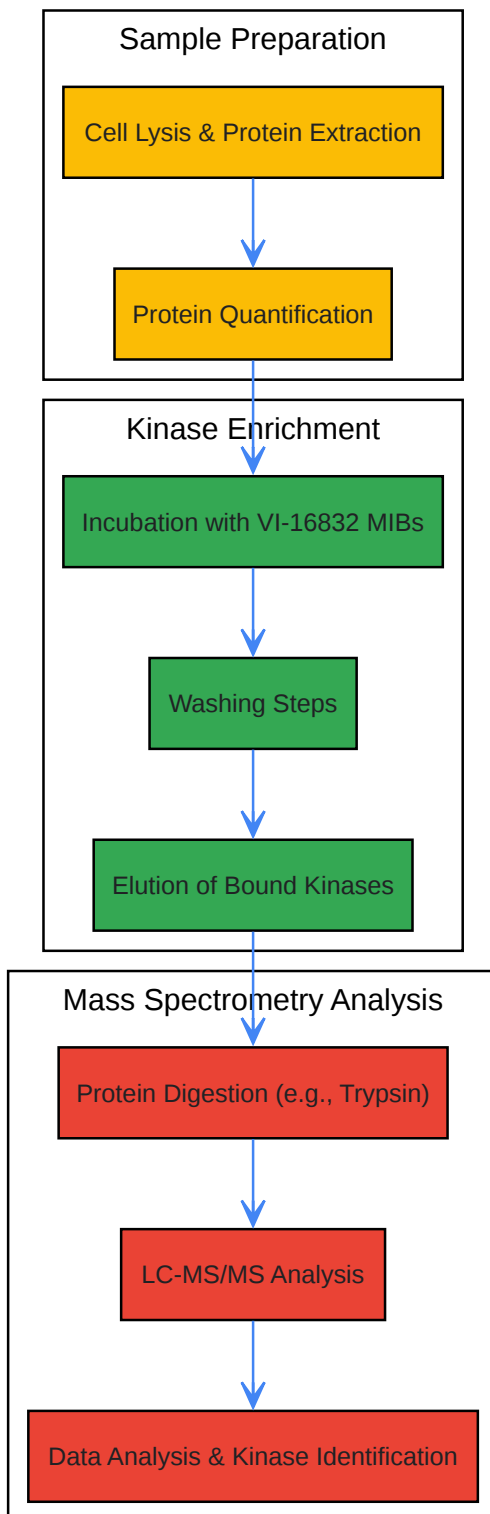 Sample Preparation
Cell Lysis & Protein Extraction
Protein Quantification
Kinase Enrichment
Incubation with VI-16832 MIBs
Washing Steps
Elution of Bound Kinases
Mass Spectrometry Analysis
Protein Digestion (e.g., Trypsin)
LC-MS/MS Analysis
Data Analysis & Kinase Identification